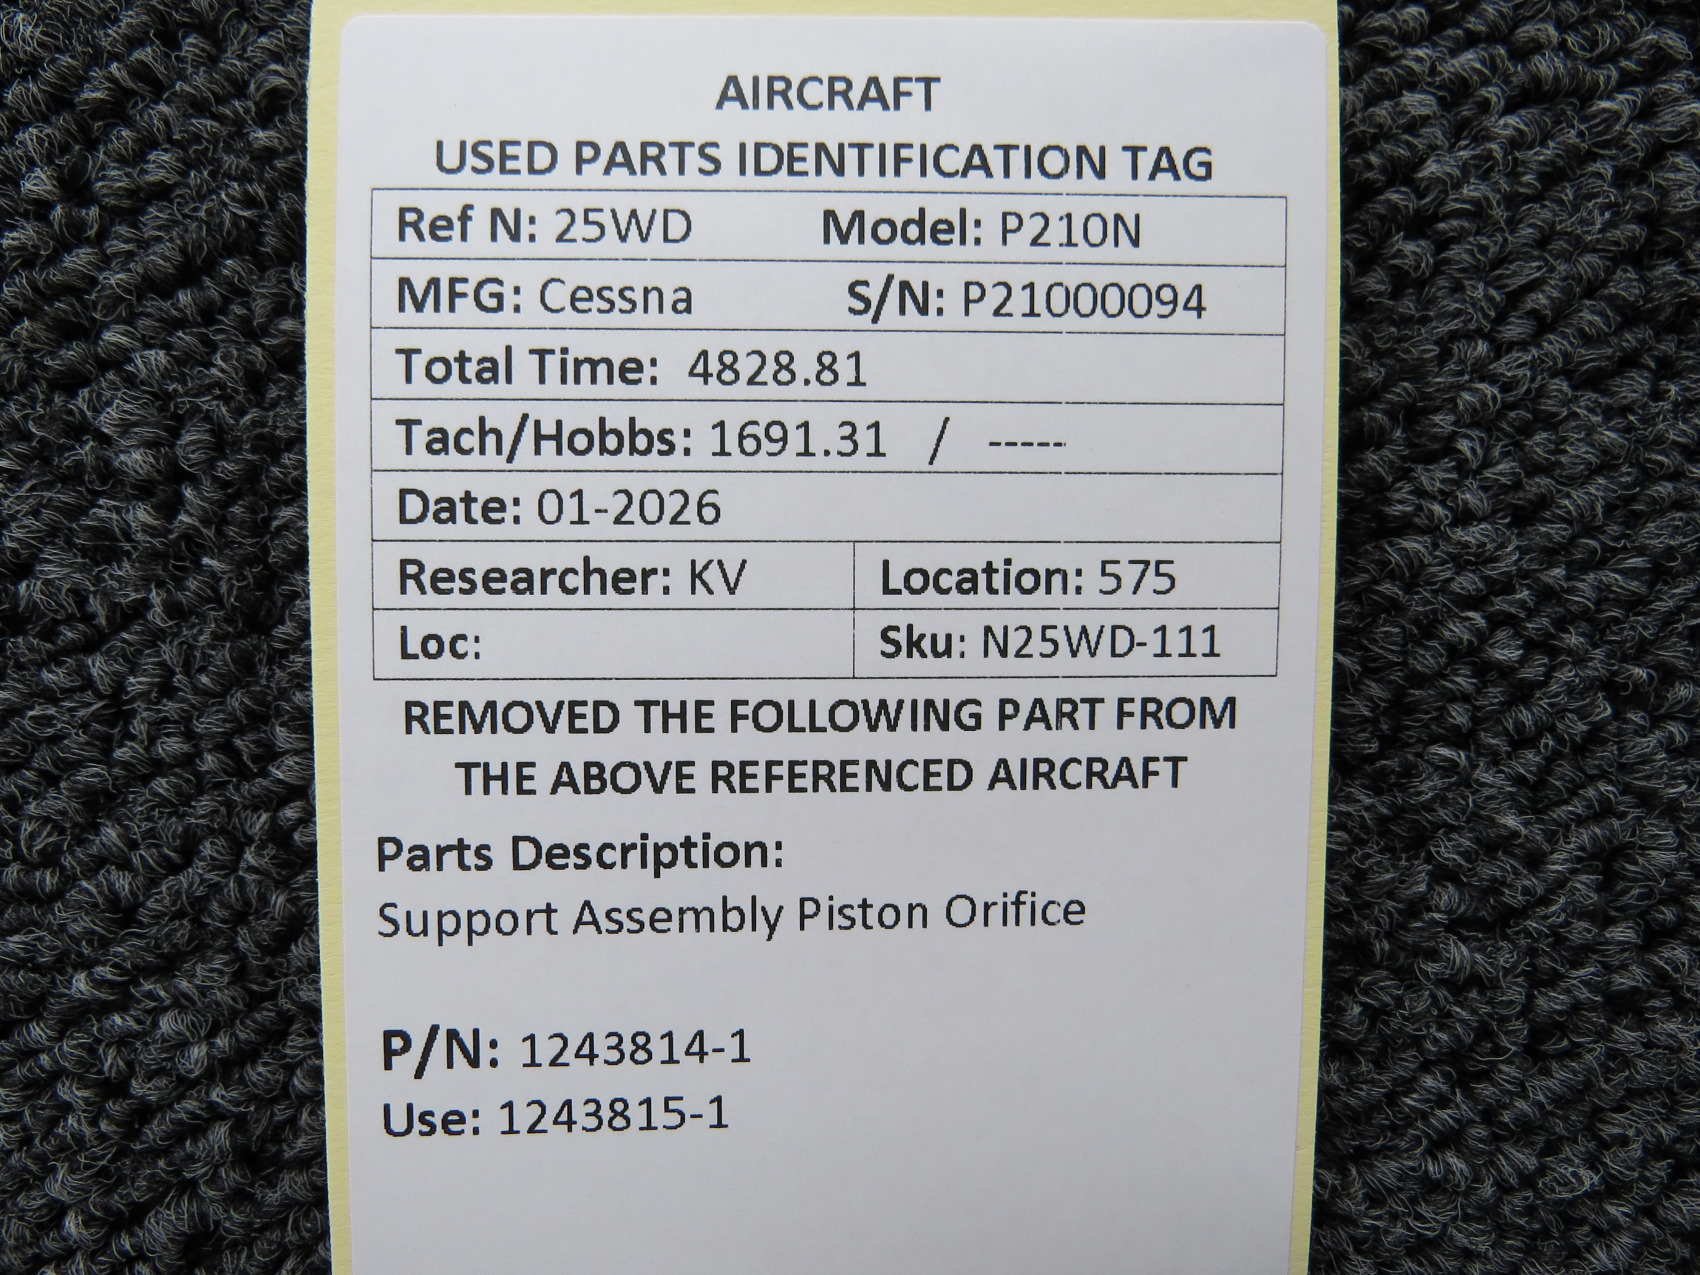 AIRCRAFT
USED PARTS IDENTIFICATION TAG
Ref N: 25WD Model: P210N
MFG: Cessna S/N: P21000094
Total Time: 4828.81
Tach/Hobbs: 1691.31 / -----
Date: 01-2026
Researcher: KV Location: 575
Loc: Sku: N25WD-111
REMOVED THE FOLLOWING PART FROM
THE ABOVE REFERENCED AIRCRAFT
Parts Description:
Support Assembly Piston Orifice
P/N: 1243814-1
Use: 1243815-1